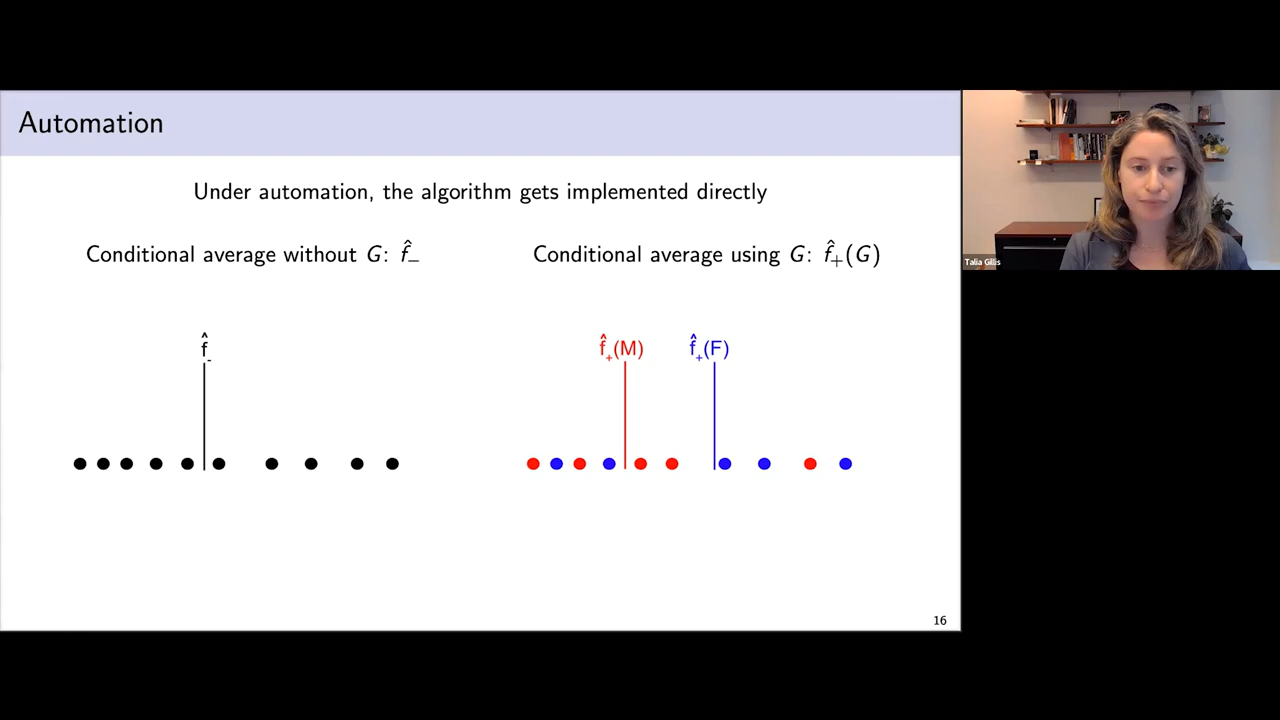 Automation
Under automation, the algorithm gets implemented directly
Conditional average without G: f̂₋
Conditional average using G: f̂₊(G)
f̂₋
f̂₊(M)
f̂₊(F)
16
Talia Gillis